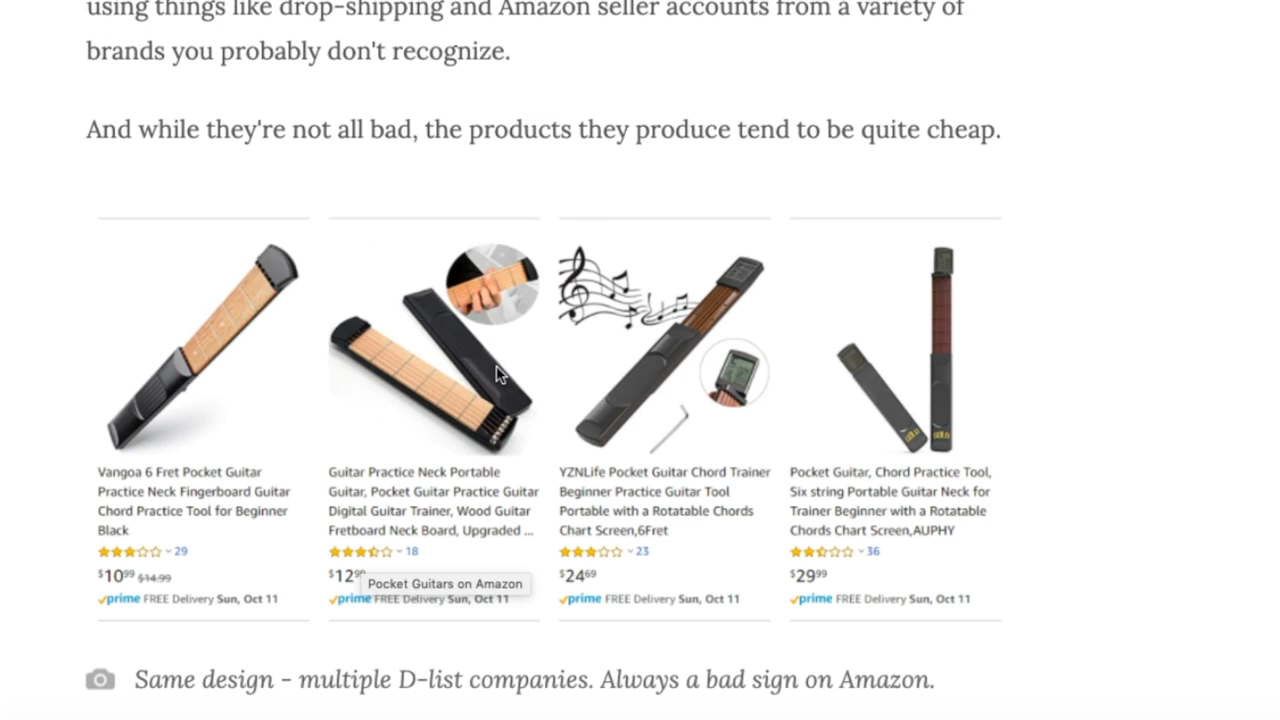 using things like drop-shipping and Amazon seller accounts from a variety of
brands you probably don't recognize.
And while they're not all bad, the products they produce tend to be quite cheap.
Vangoa 6 Fret Pocket Guitar
Practice Neck Fingerboard Guitar
Chord Practice Tool for Beginner
Black
29
$10.99 $14.99
prime FREE Delivery Sun, Oct 11
Guitar Practice Neck Portable
Guitar, Pocket Guitar Practice Guitar
Digital Guitar Trainer, Wood Guitar
Fretboard Neck Board, Upgraded ...
18
$12
Pocket Guitars on Amazon
prime FREE Delivery Sun, Oct 11
YZNLife Pocket Guitar Chord Trainer
Beginner Practice Guitar Tool
Portable with a Rotatable Chords
Chart Screen,6Fret
23
$24.69
prime FREE Delivery Sun, Oct 11
Pocket Guitar, Chord Practice Tool,
Six string Portable Guitar Neck for
Trainer Beginner with a Rotatable
Chords Chart Screen,AUPHY
36
$29.99
prime FREE Delivery Sun, Oct 11
Same design - multiple D-list companies. Always a bad sign on Amazon.